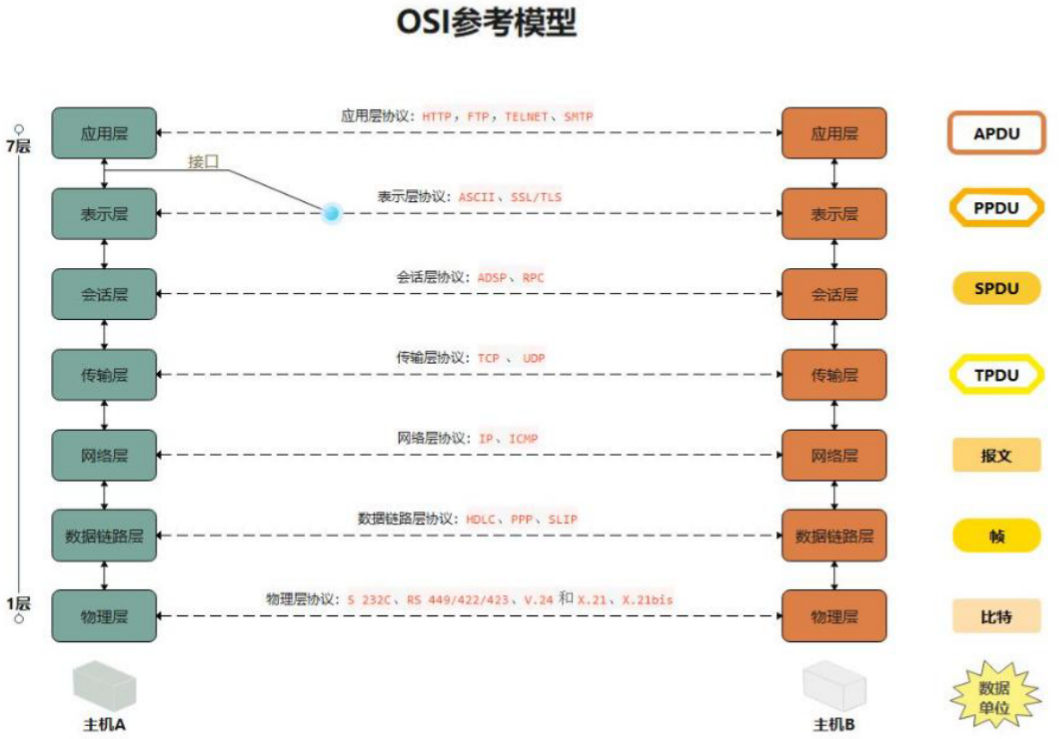 OSI参考模型
应用层协议：HTTP，FTP，TELNET、SMTP
7层
应用层
应用层
APDU
接口
表示层协议：ASCII、SSL/TLS
表示层
表示层
PPDU
会话层协议：ADSP、RPC
会话层
会话层
SPDU
传输层协议：TCP 、 UDP
传输层
传输层
TPDU
网络层协议：IP、ICMP
网络层
网络层
报文
数据链路层协议：HDLC、PPP、SLIP
数据链路层
数据链路层
帧
1层
物理层协议：S 232C、RS 449/422/423、V.24 和 X.21、X.21bis
物理层
物理层
比特
主机A
主机B
数据
单位